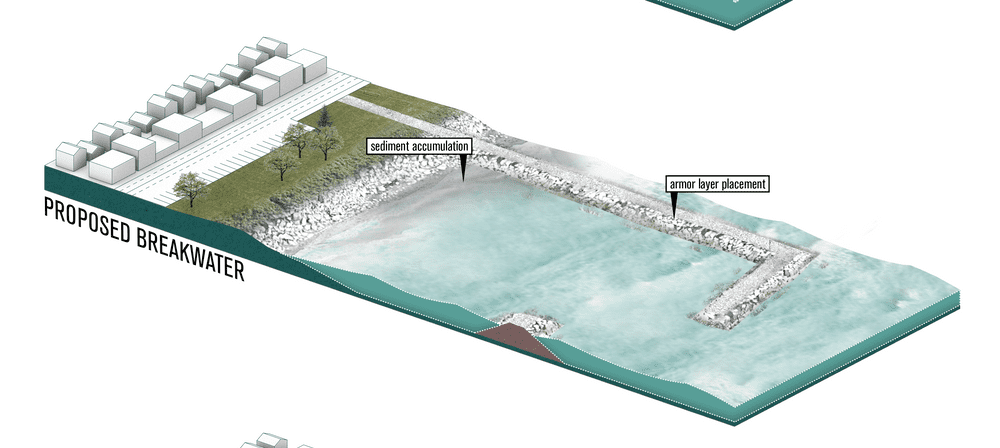 sediment accumulation
armor layer placement
PROPOSED BREAKWATER